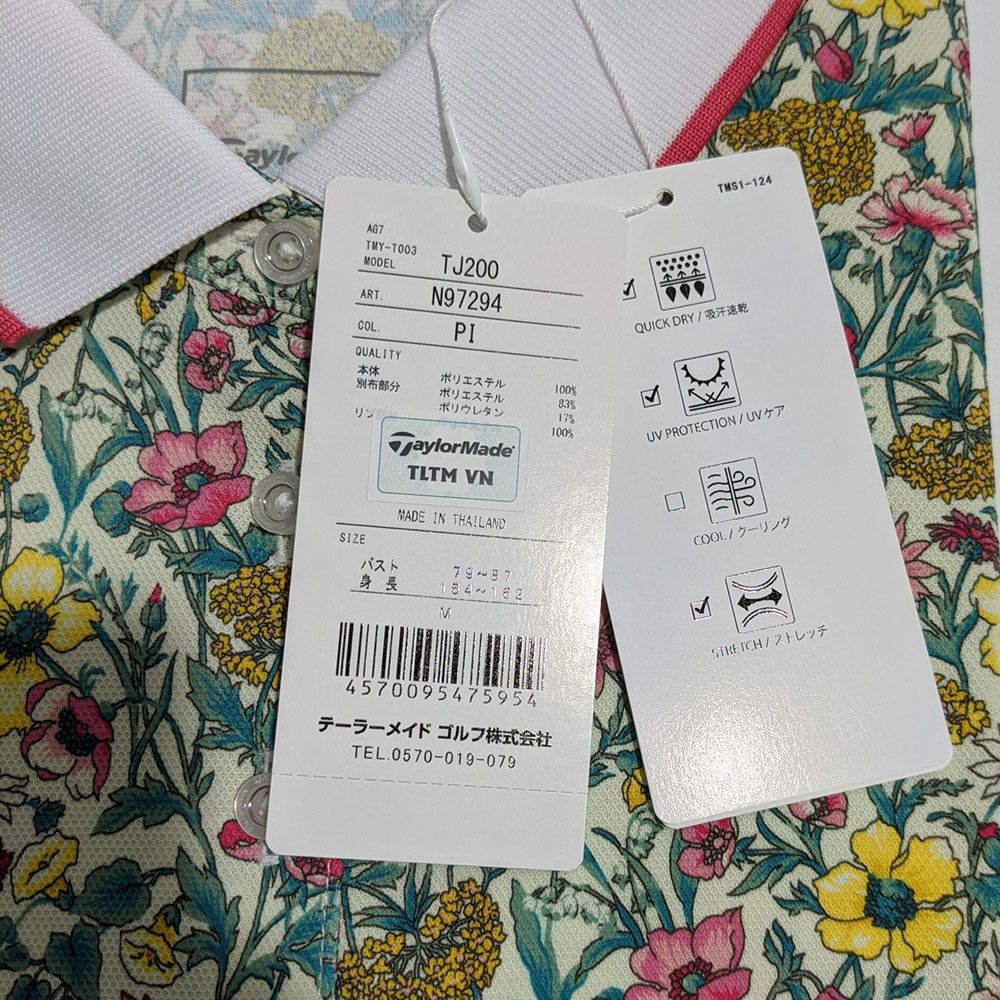 Taylo
AG7
TMY-T003
MODEL TJ200
ART. N97294
COL. PI
QUALITY
本体 ポリエステル 100%
別布部分 ポリエステル 83%
ポリウレタン 17%
100%
TaylorMade
TLTM VN
MADE IN THAILAND
SIZE
バスト 79~87
身長 154~162
M
4570095475954
テーラーメイド ゴルフ株式会社
TEL.0570-019-079
TMS1-124
QUICK DRY / 吸汗速乾
UV PROTECTION / UVケア
COOL / クーリング
STRETCH / ストレッチ